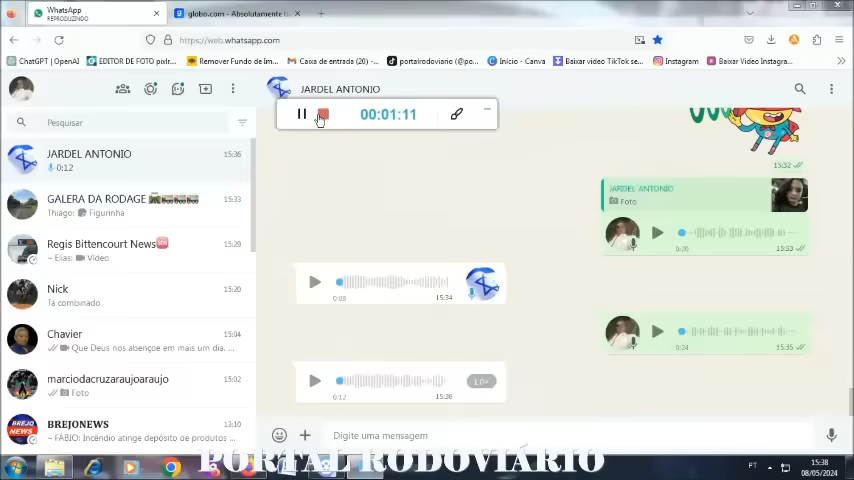 WhatsApp
REPRODUZINDO
globo.com - Absolutamente tu
https://web.whatsapp.com
ChatGPT | OpenAI
EDITOR DE FOTO pixlr...
Remover Fundo de Im...
Caixa de entrada (20) -...
portalrodoviario (@po...
Início - Canva
Baixar vídeo TikTok se...
Instagram
Baixar Vídeo Instagra...
JARDEL ANTONIO
00:01:11
Pesquisar
JARDEL ANTONIO
15:36
0:12
GALERA DA RODAGE
15:33
Thiago: Figurinha
Regis Bittencourt News
15:29
~ Elias: Vídeo
Nick
15:20
Tá combinado
Chavier
15:04
Que Deus nos abençoe em mais um dia. ...
marciodacruzaraujoaraujo
15:02
Foto
BREJONEWS
13:10
~ FÁBIO: Incêndio atinge depósito de produtos ...
15:32
JARDEL ANTONIO
Foto
0:20
15:33
0:08
15:34
0:24
15:35
0:12
15:36
Digite uma mensagem
PORTAL RODOVIÁRIO
PT
15:38
08/05/2024